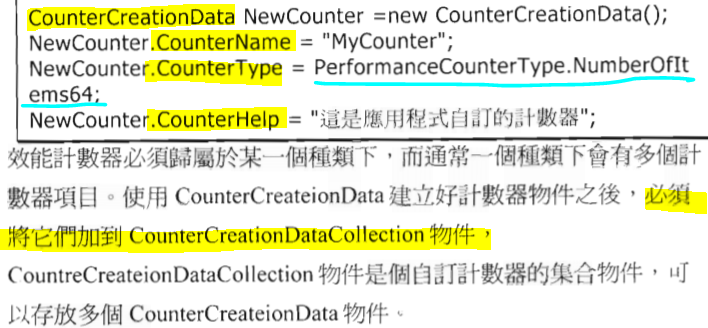 CounterCreationData NewCounter =new CounterCreationData();
NewCounter.CounterName = "MyCounter";
NewCounter.CounterType = PerformanceCounterType.NumberOfIt
ems64;
NewCounter.CounterHelp = "這是應用程式自訂的計數器";
效能計數器必須歸屬於某一個種類下，而通常一個種類下會有多個計
數器項目。使用 CounterCreateionData 建立好計數器物件之後，必須
將它們加到 CounterCreationDataCollection 物件，
CountreCreateionDataCollection 物件是個自訂計數器的集合物件，可
以存放多個 CounterCreateionData 物件。